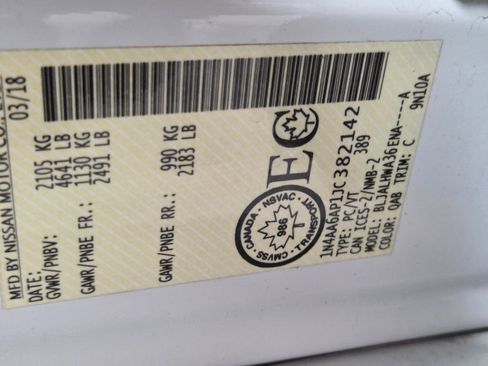 MFD BY NISSAN MOTOR CO.,
DATE: 03/18
GVWR/PNBV: 2105 KG
4641 LB
GAWR/PNBE FR.: 1130 KG
2491 LB
GAWR/PNBE RR.: 990 KG
2183 LB
CANADA - NSVAC - TRANSPORT - CMVSS
986
EC
1N4AA6AP1JC382142
TYPE: PC/VT 389
CAN ICES-2/NMB-2
MODEL: BLJALHWA36ENA-----A
COLOR: QAB TRIM: C 9N10A